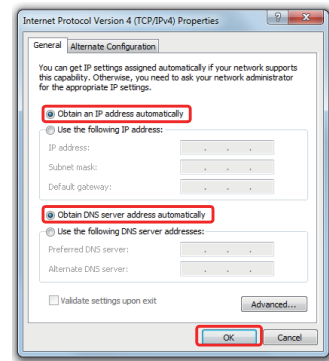 Internet Protocol Version 4 (TCP/IPv4) Properties
General
Alternate Configuration
You can get IP settings assigned automatically if your network supports
this capability. Otherwise, you need to ask your network administrator
for the appropriate IP settings.
Obtain an IP address automatically
Use the following IP address:
IP address:
Subnet mask:
Default gateway:
Obtain DNS server address automatically
Use the following DNS server addresses:
Preferred DNS server:
Alternate DNS server:
Validate settings upon exit
Advanced...
OK
Cancel